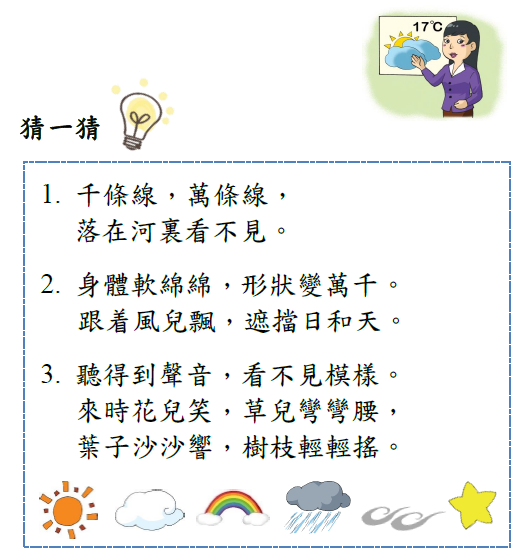 17℃
猜一猜
1. 千條線，萬條線，
落在河裏看不見。
2. 身體軟綿綿，形狀變萬千。
跟着風兒飄，遮擋日和天。
3. 聽得到聲音，看不見模樣。
來時花兒笑，草兒彎彎腰，
葉子沙沙響，樹枝輕輕搖。